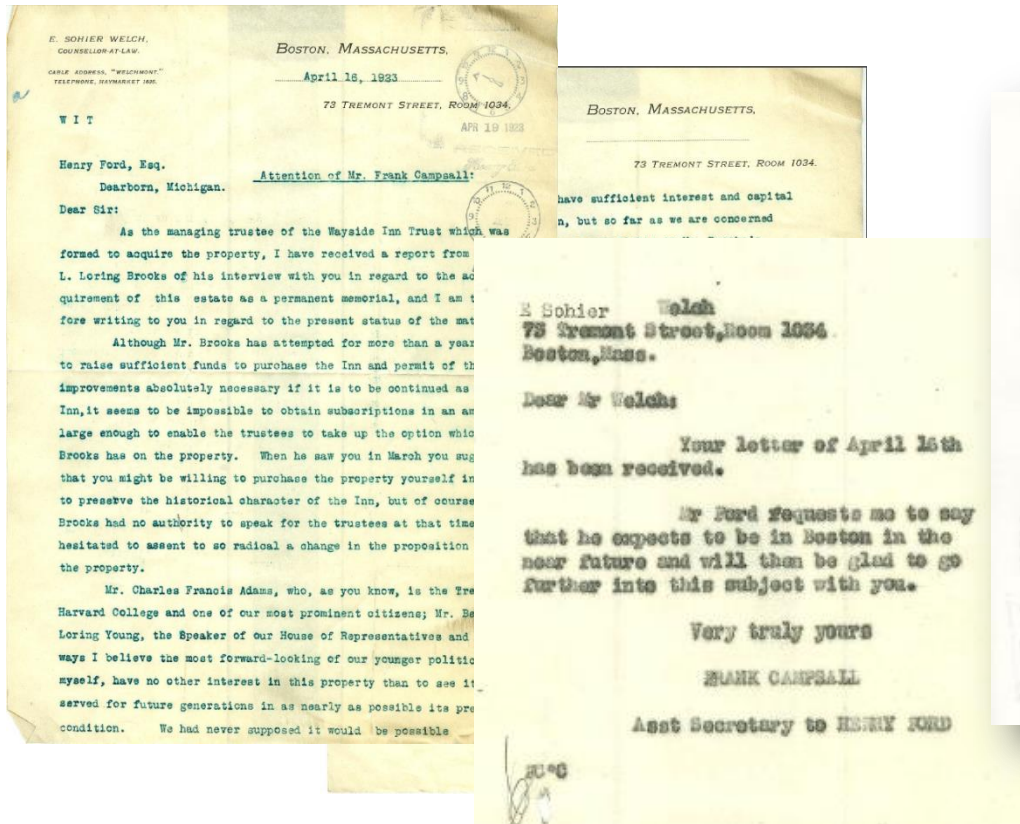 E. SOHIER WELCH,
COUNSELLOR-AT-LAW.
CABLE ADDRESS, "WELCHMONT."
TELEPHONE, HAYMARKET 1695.
BOSTON, MASSACHUSETTS,
April 16, 1923
73 TREMONT STREET, ROOM 1034.
APR 19 1923
W I T
Henry Ford, Esq.
Attention of Mr. Frank Campsall:
Dearborn, Michigan.
Dear Sir:
As the managing trustee of the Wayside Inn Trust which was
formed to acquire the property, I have received a report from
L. Loring Brooks of his interview with you in regard to the ac
quirement of this estate as a permanent memorial, and I am t
fore writing to you in regard to the present status of the mat
Although Mr. Brooks has attempted for more than a year
to raise sufficient funds to purchase the Inn and permit of th
improvements absolutely necessary if it is to be continued as
Inn, it seems to be impossible to obtain subscriptions in an am
large enough to enable the trustees to take up the option whic
Brooks has on the property. When he saw you in March you sug
that you might be willing to purchase the property yourself in
to preserve the historical character of the Inn, but of course
Brooks had no authority to speak for the trustees at that time
hesitated to assent to so radical a change in the proposition
the property.
Mr. Charles Francis Adams, who, as you know, is the Tre
Harvard College and one of our most prominent citizens; Mr. Be
Loring Young, the Speaker of our House of Representatives and
ways I believe the most forward-looking of our younger politic
myself, have no other interest in this property than to see it
served for future generations in as nearly as possible its pre
condition. We had never supposed it would be possible
BOSTON, MASSACHUSETTS,
73 TREMONT STREET, ROOM 1034.
have sufficient interest and capital
n, but so far as we are concerned
E Sohier Welch
73 Tremont Street,Room 1034
Boston,Mass.
Dear Mr Welch:
Your letter of April 16th
has been received.
Mr Ford requests me to say
that he expects to be in Boston in the
near future and will then be glad to go
further into this subject with you.
Very truly yours
FRANK CAMPSALL
Asst Secretary to HENRY FORD